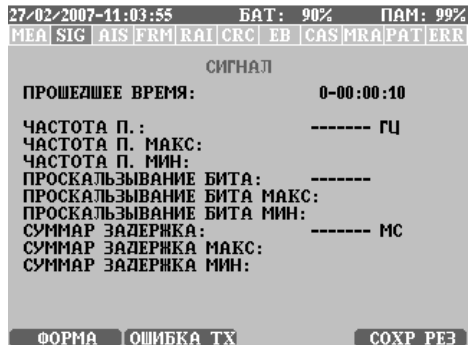 27/02/2007-11:03:55 БАТ: 90% ПАМ: 99%
MEA SIG AIS FRM RAI CRC EB CAS MRA PAT ERR
СИГНАЛ
ПРОШЕДШЕЕ ВРЕМЯ: 0-00:00:10
ЧАСТОТА П.: ------- ГЦ
ЧАСТОТА П. МАКС:
ЧАСТОТА П. МИН:
ПРОСКАЛЬЗЫВАНИЕ БИТА: -------
ПРОСКАЛЬЗЫВАНИЕ БИТА МАКС:
ПРОСКАЛЬЗЫВАНИЕ БИТА МИН:
СУММАР ЗАДЕРЖКА: ------- МС
СУММАР ЗАДЕРЖКА МАКС:
СУММАР ЗАДЕРЖКА МИН:
ФОРМА ОШИБКА TX СОХР РЕЗ